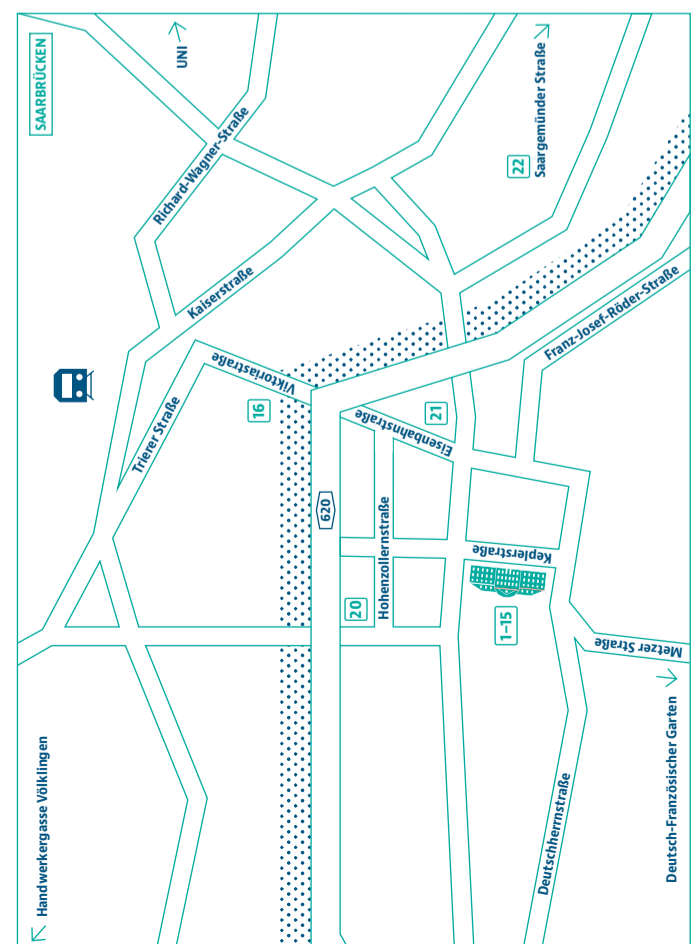 SAARBRÜCKEN
UNI
Richard-Wagner-Straße
Saargemünder Straße
22
Kaiserstraße
Viktoriastraße
Trierer Straße
16
Franz-Josef-Röder-Straße
Eisenbahnstraße
21
620
Hohenzollernstraße
20
Keplerstraße
1–15
Metzer Straße
Deutschherrnstraße
Deutsch-Französischer Garten
Handwerkergasse Völklingen